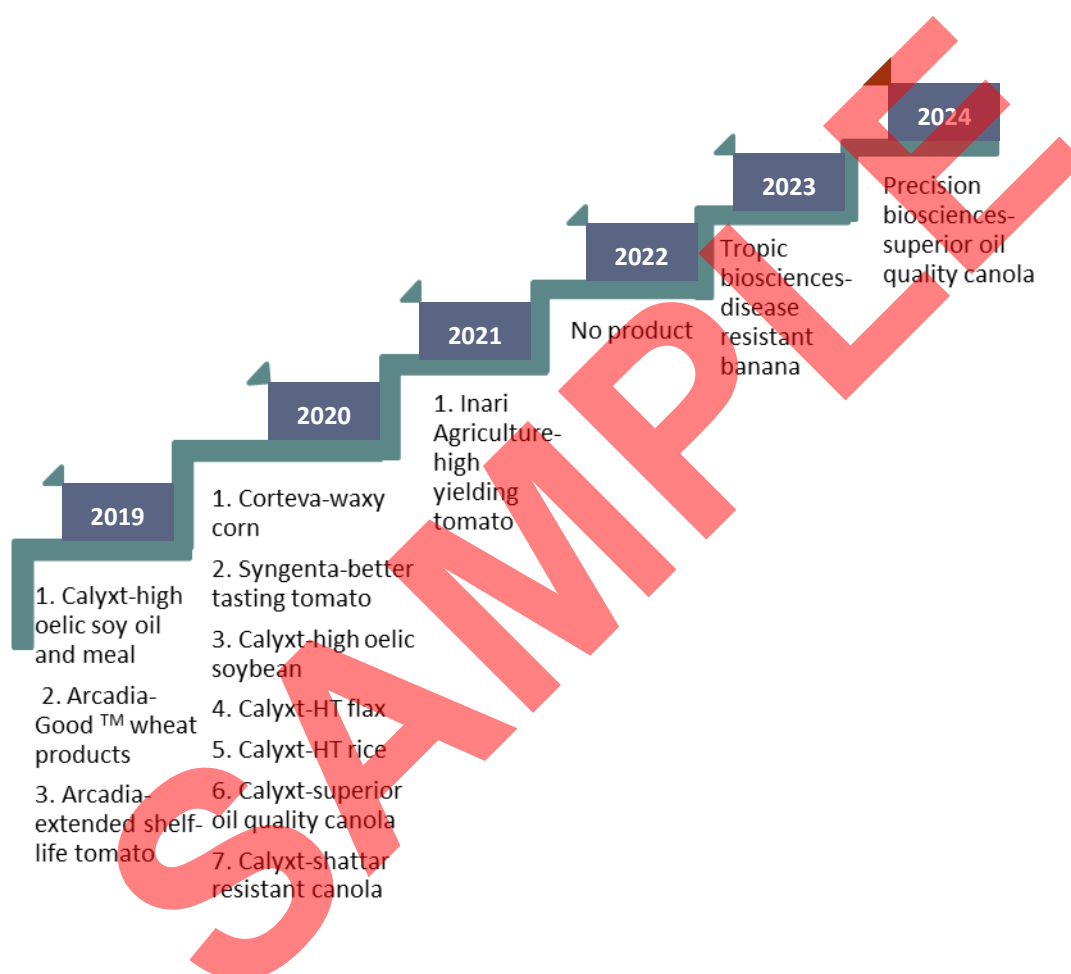 2019
1. Calyxt-high
oelic soy oil
and meal
2. Arcadia-
Good TM wheat
products
3. Arcadia-
extended shelf-
life tomato
2020
1. Corteva-waxy
corn
2. Syngenta-better
tasting tomato
3. Calyxt-high oelic
soybean
4. Calyxt-HT flax
5. Calyxt-HT rice
6. Calyxt-superior
oil quality canola
7. Calyxt-shattar
resistant canola
2021
1. Inari
Agriculture-
high
yielding
tomato
2022
No product
2023
Tropic
biosciences-
disease
resistant
banana
2024
Precision
biosciences-
superior oil
quality canola
SAMPLE